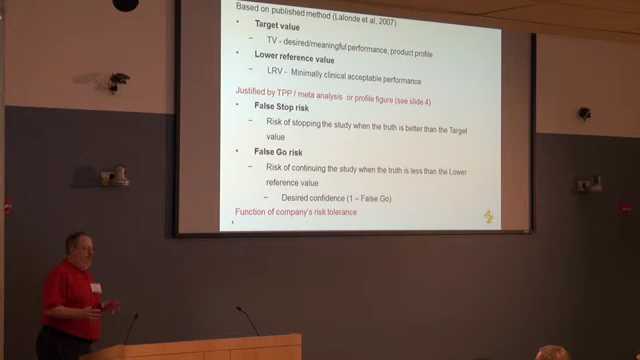 Based on published method (Lalonde et al, 2007)
• Target value
– TV - desired/meaningful performance, product profile
• Lower reference value
– LRV - Minimally clinical acceptable performance
Justified by TPP / meta analysis or profile figure (see slide 4)
• False Stop risk
– Risk of stopping the study when the truth is better than the Target
value
• False Go risk
– Risk of continuing the study when the truth is less than the Lower
reference value
– Desired confidence (1 – False Go)
Function of company's risk tolerance